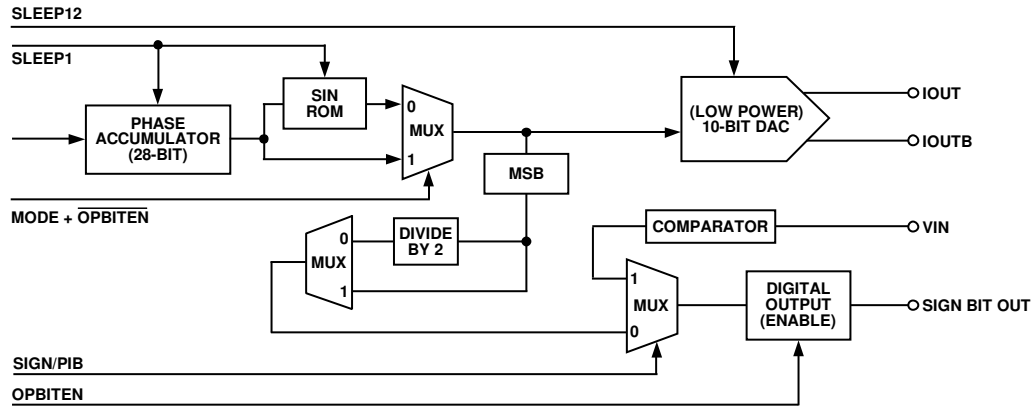 SLEEP12
SLEEP1
SIN
ROM
0
MUX
1
PHASE
ACCUMULATOR
(28-BIT)
(LOW POWER)
10-BIT DAC
IOUT
IOUTB
MSB
MODE + OPBITEN
0
MUX
1
DIVIDE
BY 2
COMPARATOR
VIN
1
MUX
0
DIGITAL
OUTPUT
(ENABLE)
SIGN BIT OUT
SIGN/PIB
OPBITEN